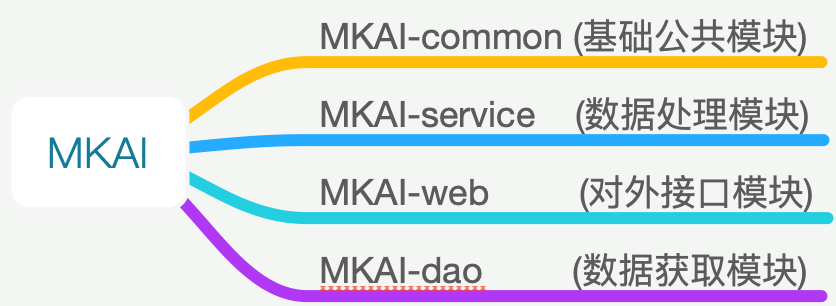 MKAI-common (基础公共模块)
MKAI-service (数据处理模块)
MKAI
MKAI-web (对外接口模块)
MKAI-dao (数据获取模块)